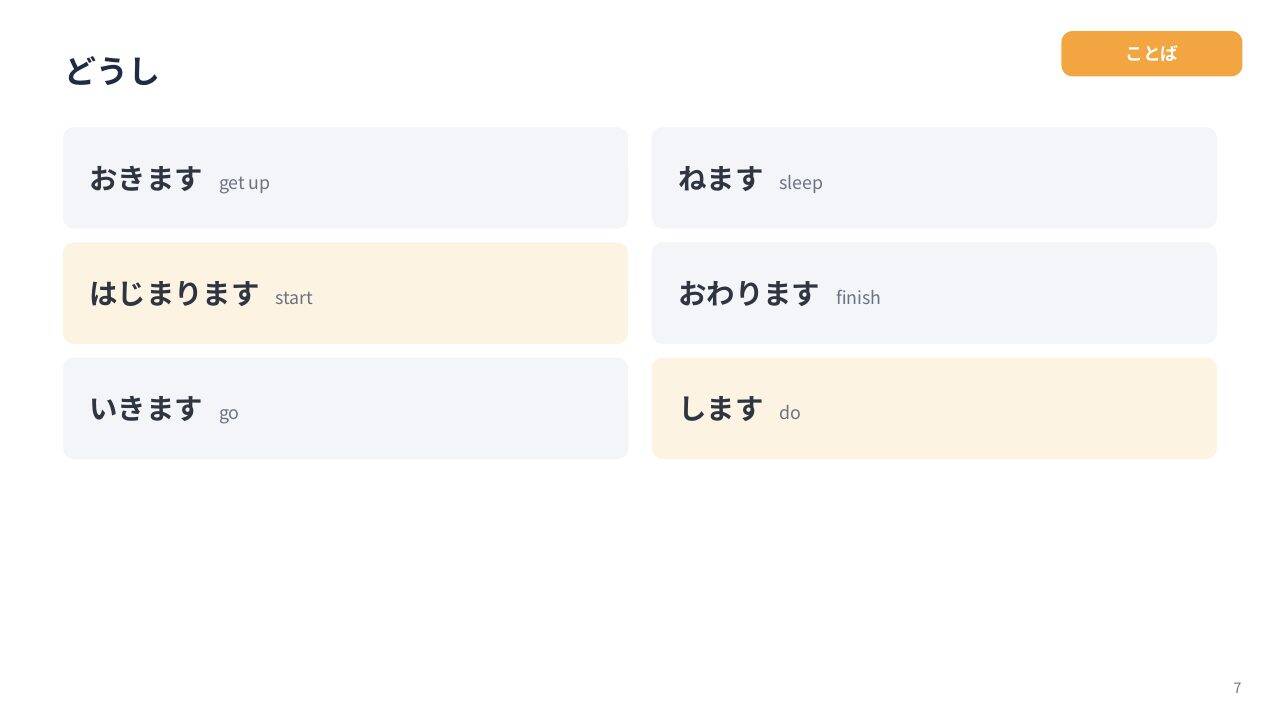 どうし
ことば
おきます get up
ねます sleep
はじまります start
おわります finish
いきます go
します do
7